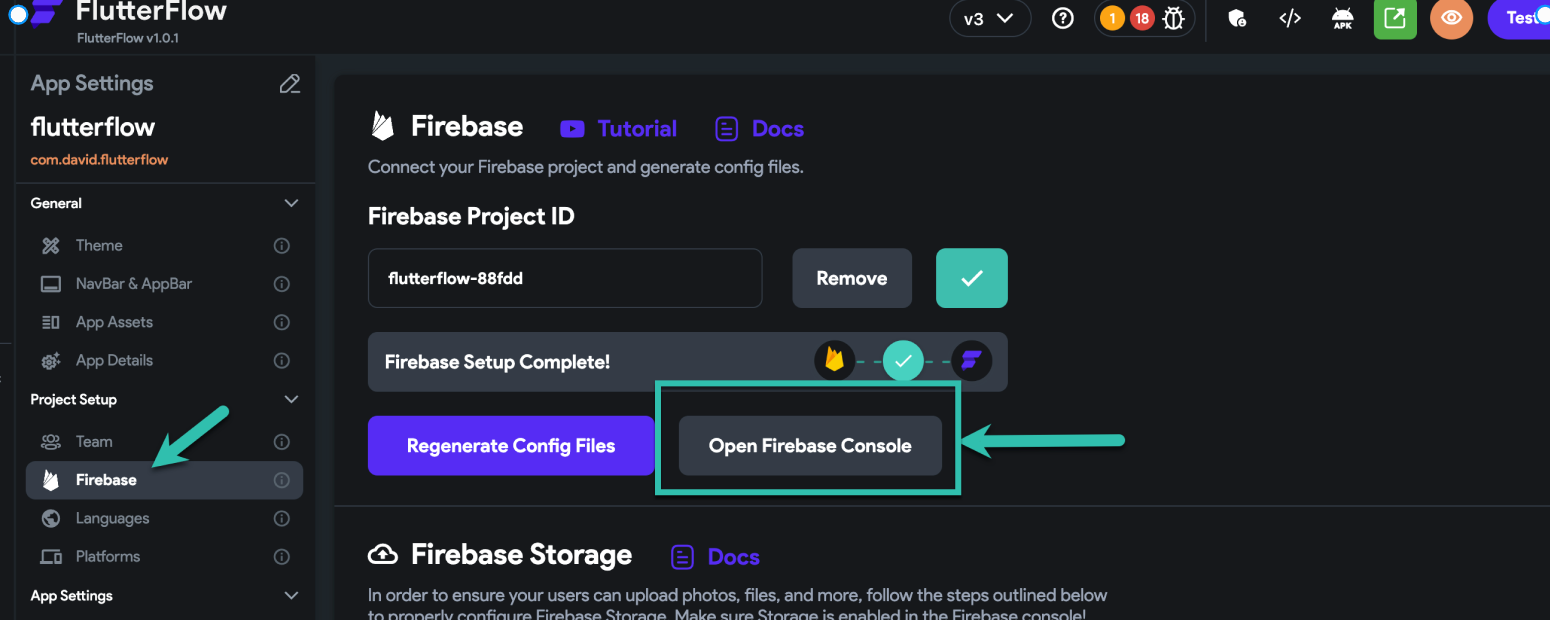 FlutterFlow
FlutterFlow v1.0.1
v3
1
18
APK
App Settings
flutterflow
com.david.flutterflow
General
Theme
NavBar & AppBar
App Assets
App Details
Project Setup
Team
Firebase
Languages
Platforms
App Settings
Firebase
Tutorial
Docs
Connect your Firebase project and generate config files.
Firebase Project ID
flutterflow-88fdd
Remove
Firebase Setup Complete!
Regenerate Config Files
Open Firebase Console
Firebase Storage
Docs
In order to ensure your users can upload photos, files, and more, follow the steps outlined below
to properly configure Firebase Storage. Make sure Storage is enabled in the Firebase console!